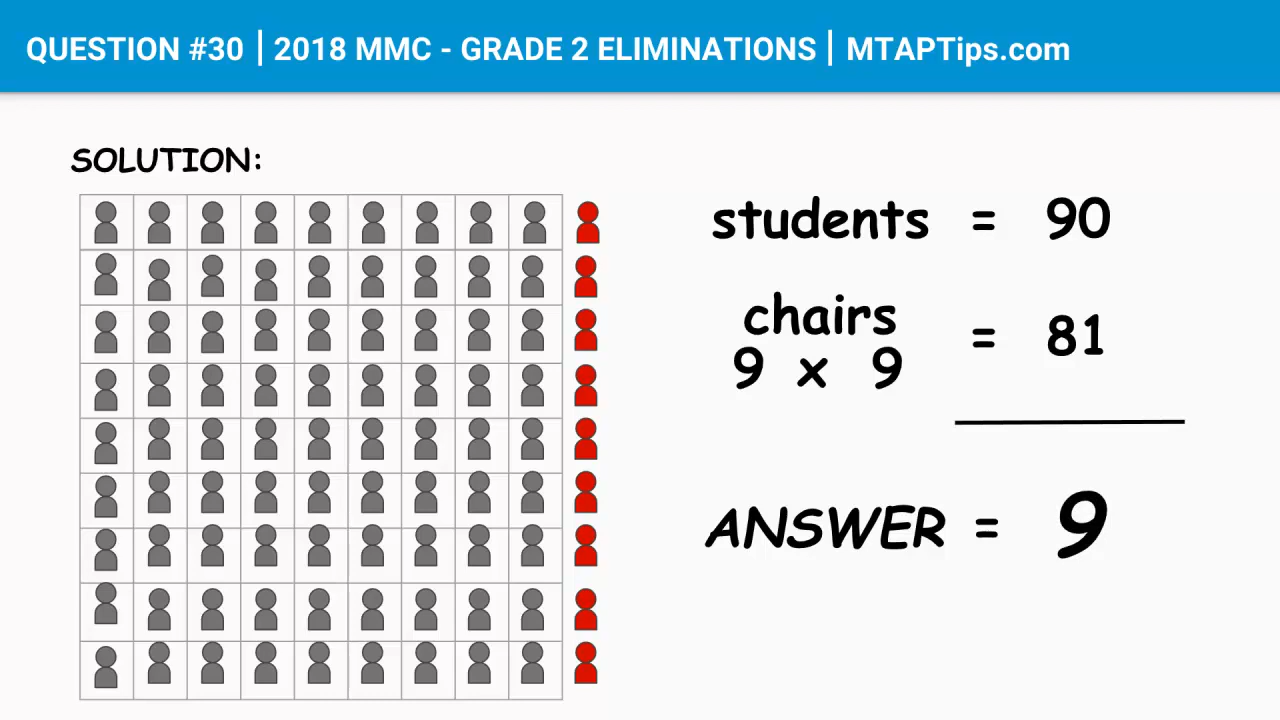 QUESTION #30 | 2018 MMC - GRADE 2 ELIMINATIONS | MTAPTips.com
SOLUTION:
students = 90
chairs
9 x 9 = 81
ANSWER = 9